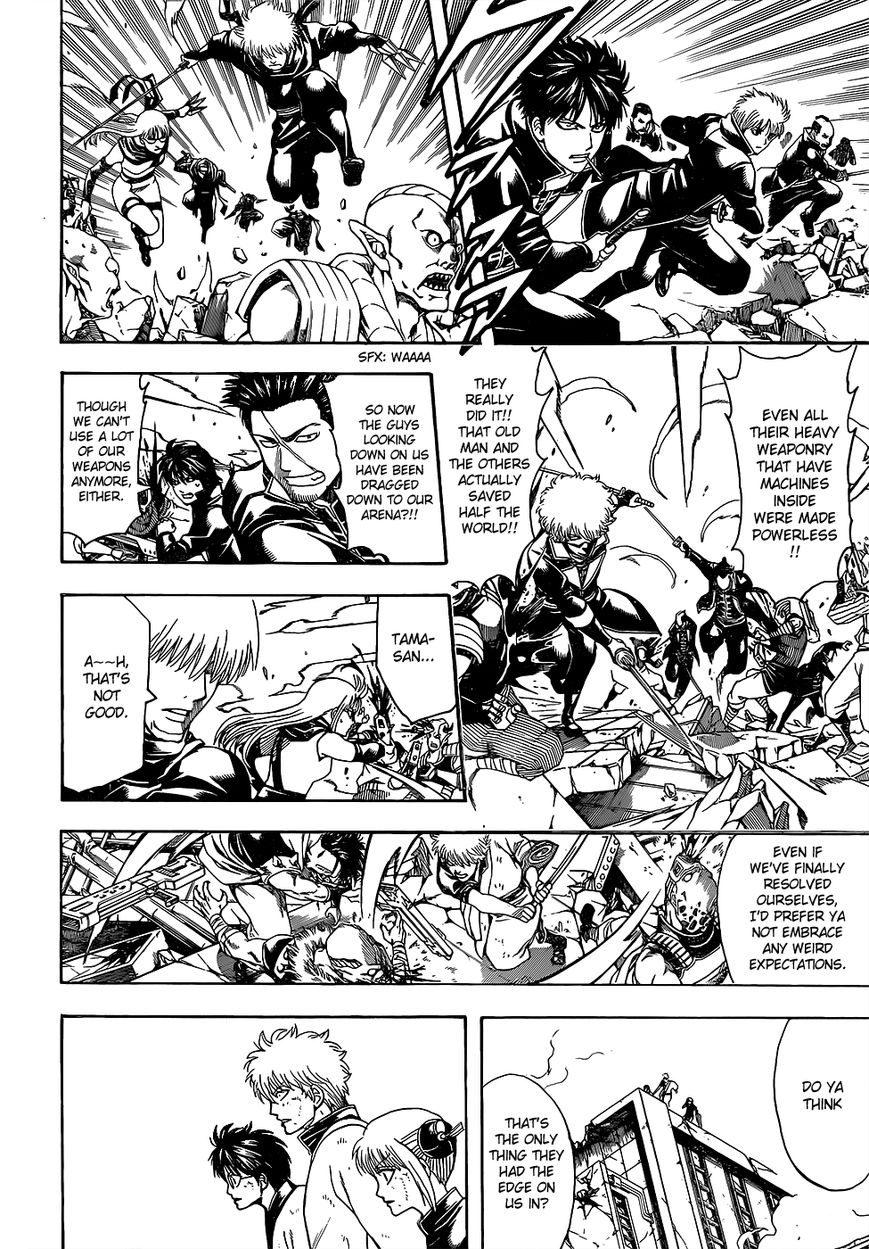 SFX: WAAAA
EVEN ALL
THEIR HEAVY
WEAPONRY
THAT HAVE
MACHINES
INSIDE
WERE MADE
POWERLESS
!!
THEY
REALLY
DID IT!!
THAT OLD
MAN AND
THE OTHERS
ACTUALLY
SAVED
HALF THE
WORLD!!
SO NOW
THE GUYS
LOOKING
DOWN ON US
HAVE BEEN
DRAGGED
DOWN TO OUR
ARENA?!!
THOUGH
WE CAN'T
USE A LOT
OF OUR
WEAPONS
ANYMORE,
EITHER.
TAMA-
SAN...
A~~H,
THAT'S
NOT
GOOD.
EVEN IF
WE'VE FINALLY
RESOLVED
OURSELVES,
I'D PREFER YA
NOT EMBRACE
ANY WEIRD
EXPECTATIONS.
DO YA
THINK
THAT'S
THE ONLY
THING THEY
HAD THE
EDGE ON
US IN?